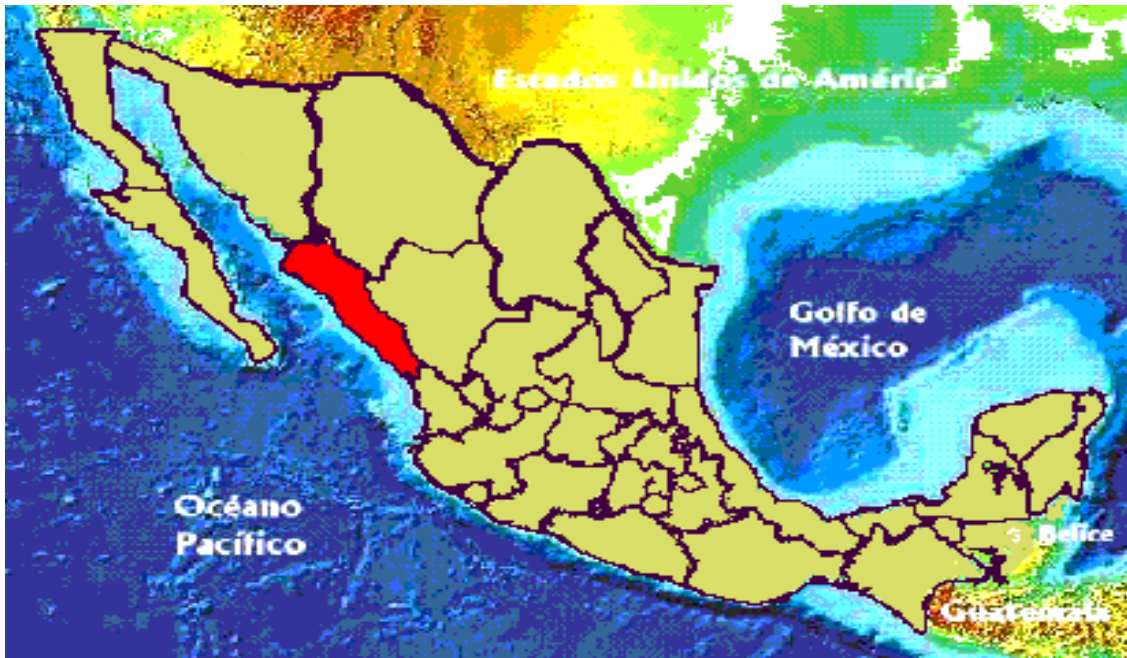 Estados Unidos de América
Golfo de
México
Océano
Pacífico
Belice
Guatemala